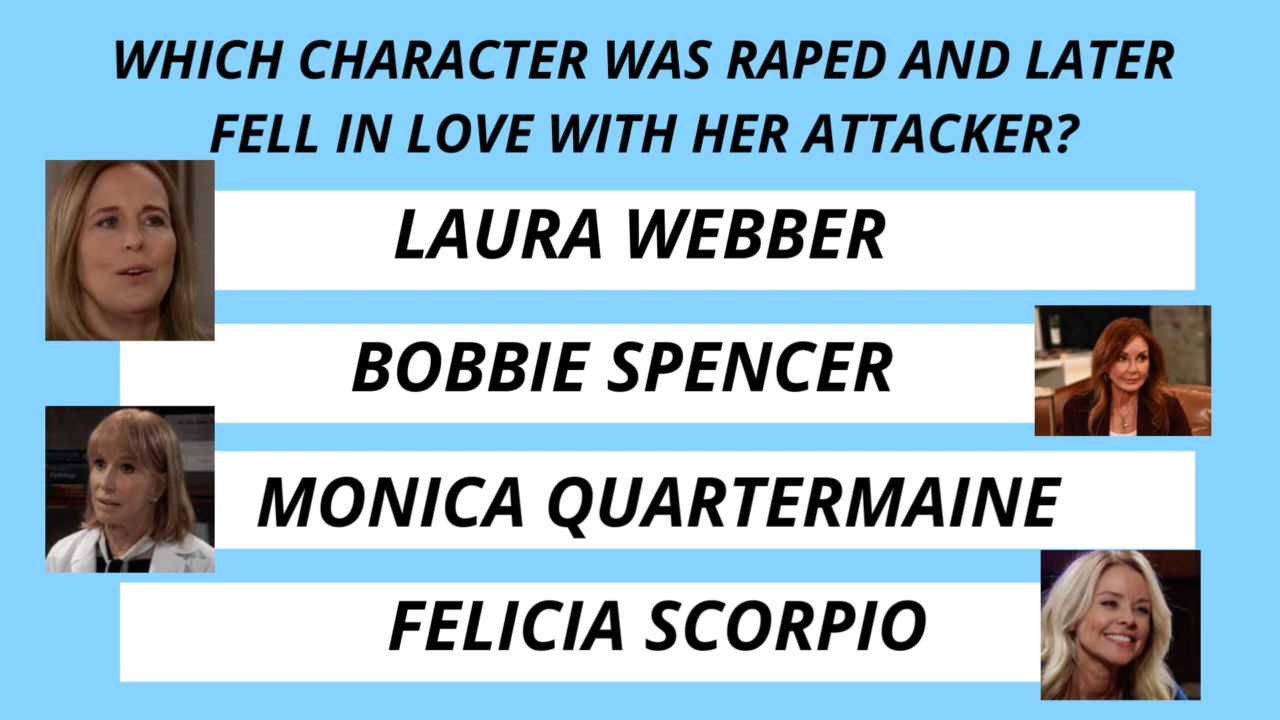 WHICH CHARACTER WAS RAPED AND LATER
FELL IN LOVE WITH HER ATTACKER?
LAURA WEBBER
BOBBIE SPENCER
MONICA QUARTERMAINE
FELICIA SCORPIO